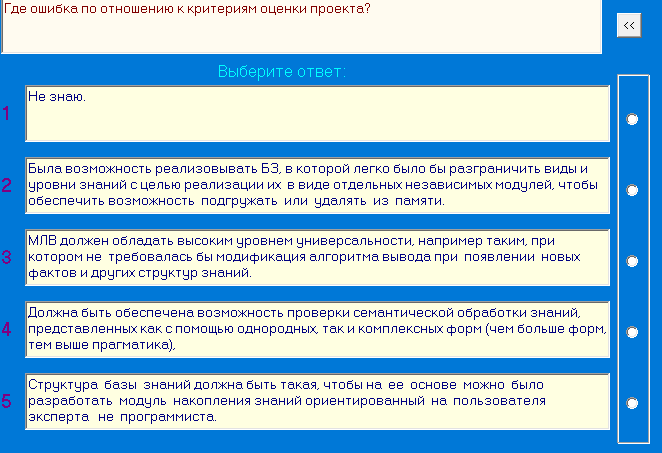 Где ошибка по отношению к критериям оценки проекта?
<<
Выберите ответ:
1
Не знаю.
2
Была возможность реализовывать БЗ, в которой легко было бы разграничить виды и
уровни знаний с целью реализации их в виде отдельных независимых модулей, чтобы
обеспечить возможность подгружать или удалять из памяти.
3
МЛВ должен обладать высоким уровнем универсальности, например таким, при
котором не требовалась бы модификация алгоритма вывода при появлении новых
фактов и других структур знаний.
4
Должна быть обеспечена возможность проверки семантической обработки знаний,
представленных как с помощью однородных, так и комплексных форм (чем больше форм,
тем выше прагматика),
5
Структура базы знаний должна быть такая, чтобы на ее основе можно было
разработать модуль накопления знаний ориентированный на пользователя
эксперта не программиста.